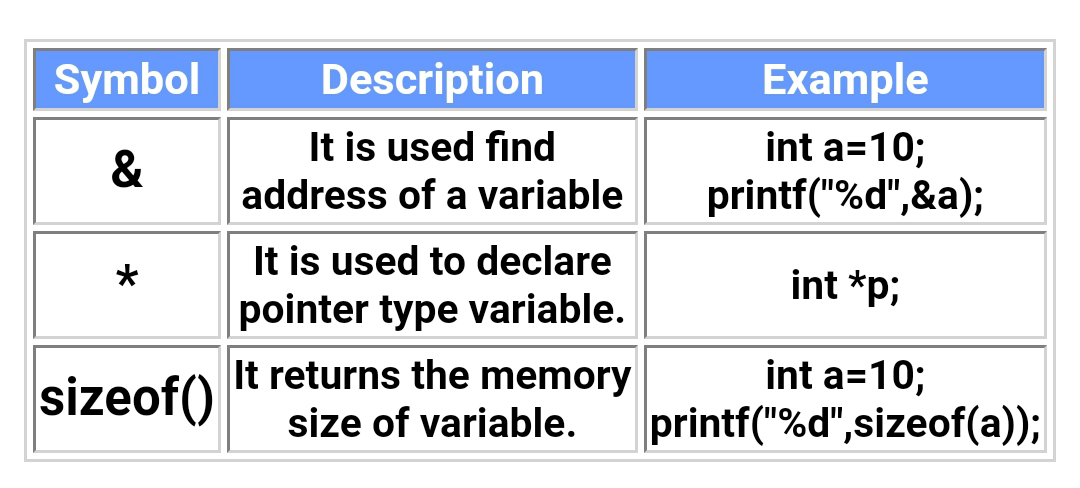 Symbol Description Example
&
It is used find
address of a variable
int a=10;
printf("%d",&a);
*
It is used to declare
pointer type variable.
int *p;
sizeof()
It returns the memory
size of variable.
int a=10;
printf("%d",sizeof(a));